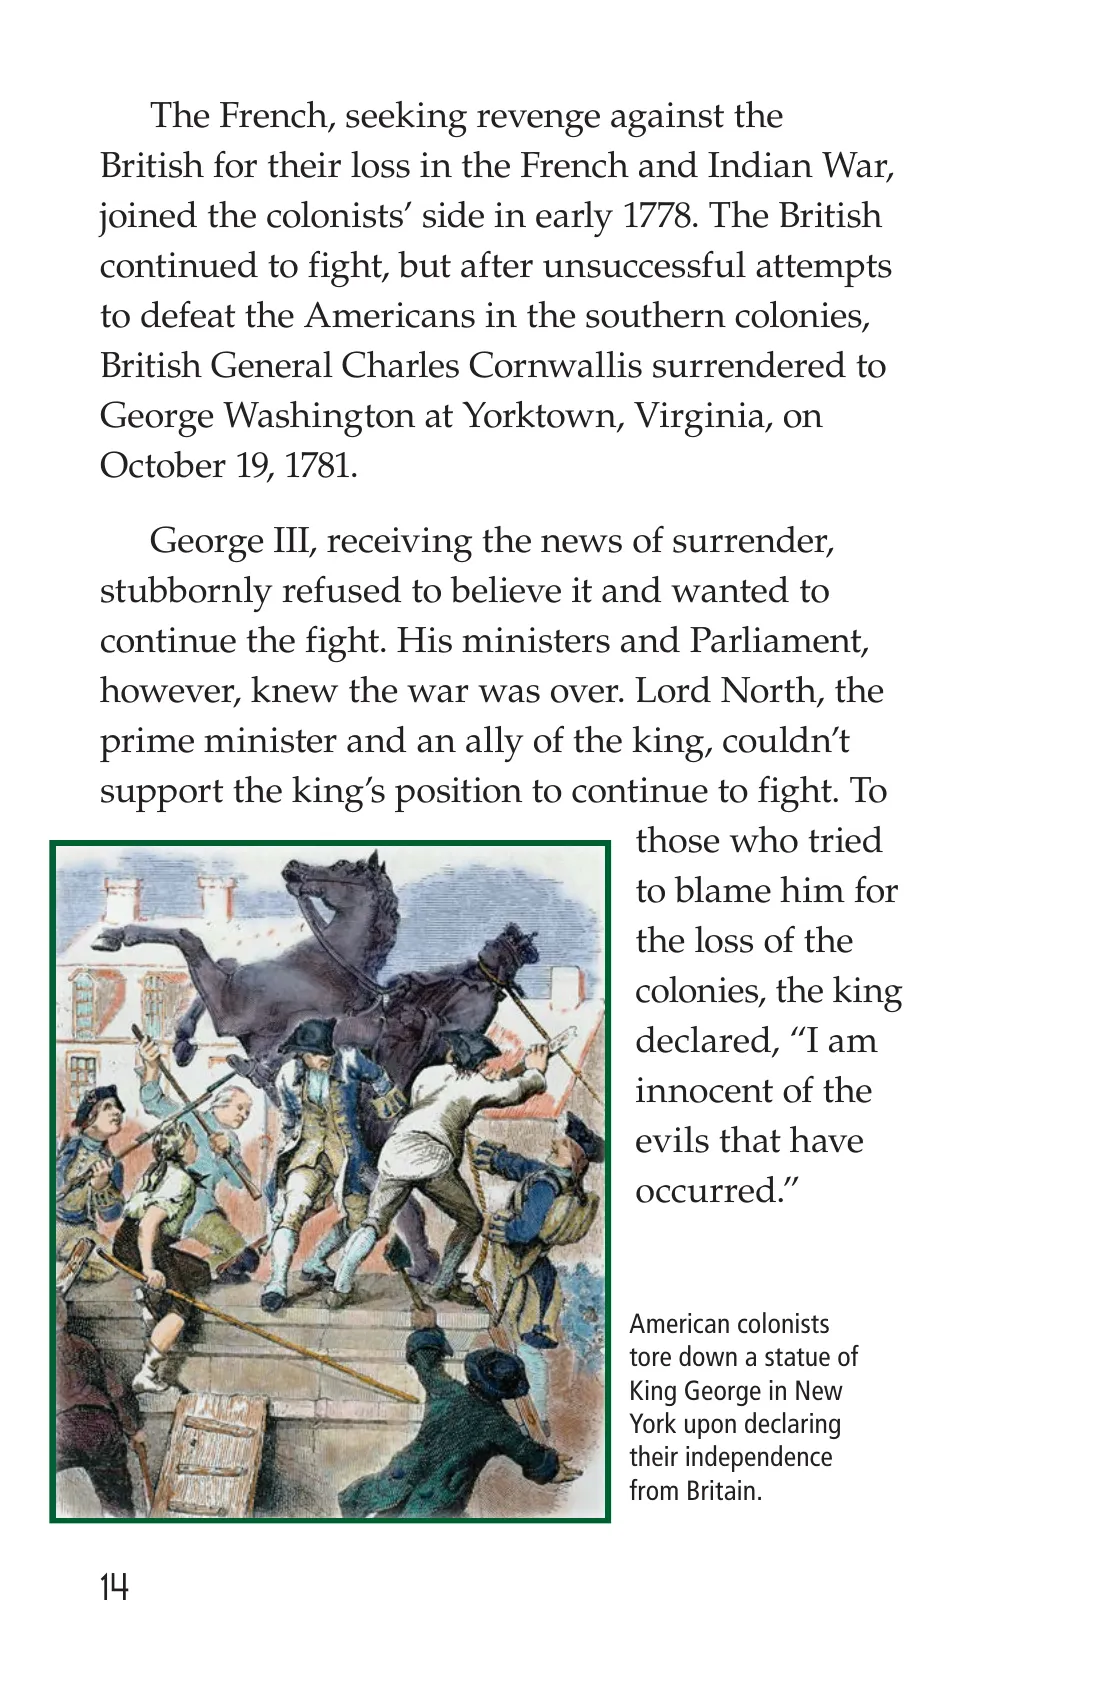 The French, seeking revenge against the
British for their loss in the French and Indian War,
joined the colonists’ side in early 1778. The British
continued to fight, but after unsuccessful attempts
to defeat the Americans in the southern colonies,
British General Charles Cornwallis surrendered to
George Washington at Yorktown, Virginia, on
October 19, 1781.
George III, receiving the news of surrender,
stubbornly refused to believe it and wanted to
continue the fight. His ministers and Parliament,
however, knew the war was over. Lord North, the
prime minister and an ally of the king, couldn’t
support the king’s position to continue to fight. To
those who tried
to blame him for
the loss of the
colonies, the king
declared, “I am
innocent of the
evils that have
occurred.”
American colonists
tore down a statue of
King George in New
York upon declaring
their independence
from Britain.
14